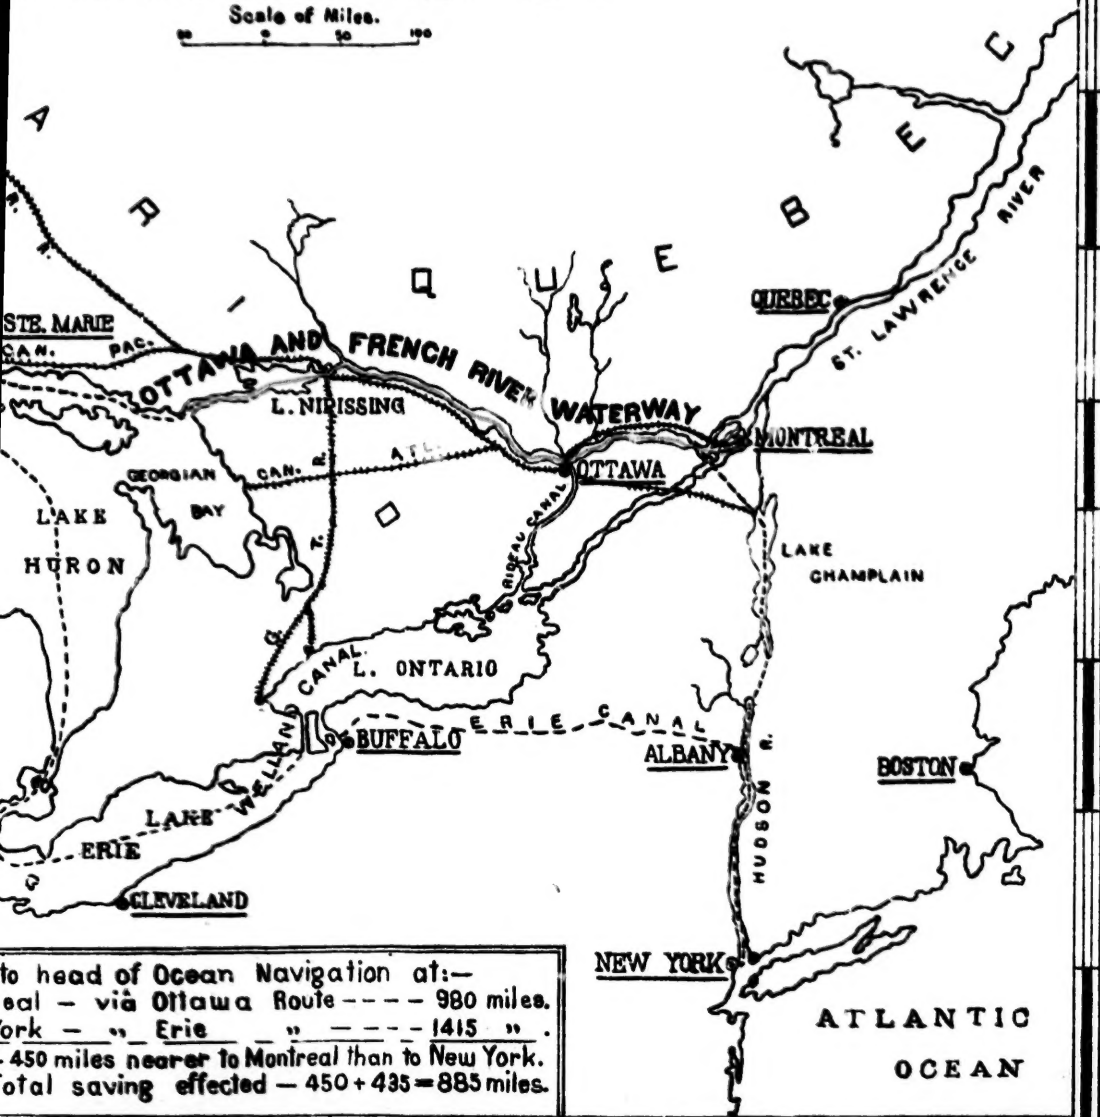 Scale of Miles.
50 0 50 100
C
A
E
R
B
RIVER
R.
R.
E
Q U
I
QUEBEC
ST. LAWRENCE
STE. MARIE
CAN. PAC.
OTTAWA AND FRENCH RIVER WATERWAY
L. NIPISSING
MONTREAL
CAN. ATL.
R.
OTTAWA
GEORGIAN
BAY
LAKE
HURON
O
RIDEAU CANAL
LAKE
CHAMPLAIN
T.
G.
L. ONTARIO
WELLAND CANAL.
ERIE CANAL
BUFFALO
ALBANY
BOSTON
HUDSON R.
LAKE
ERIE
CLEVELAND
NEW YORK
ATLANTIC
OCEAN
to head of Ocean Navigation at:—
eal — viâ Ottawa Route - - - - 980 miles.
ork — „ Erie „ — - - - 1415 „ .
- 450 miles nearer to Montreal than to New York.
otal saving effected — 450 + 435 = 885 miles.